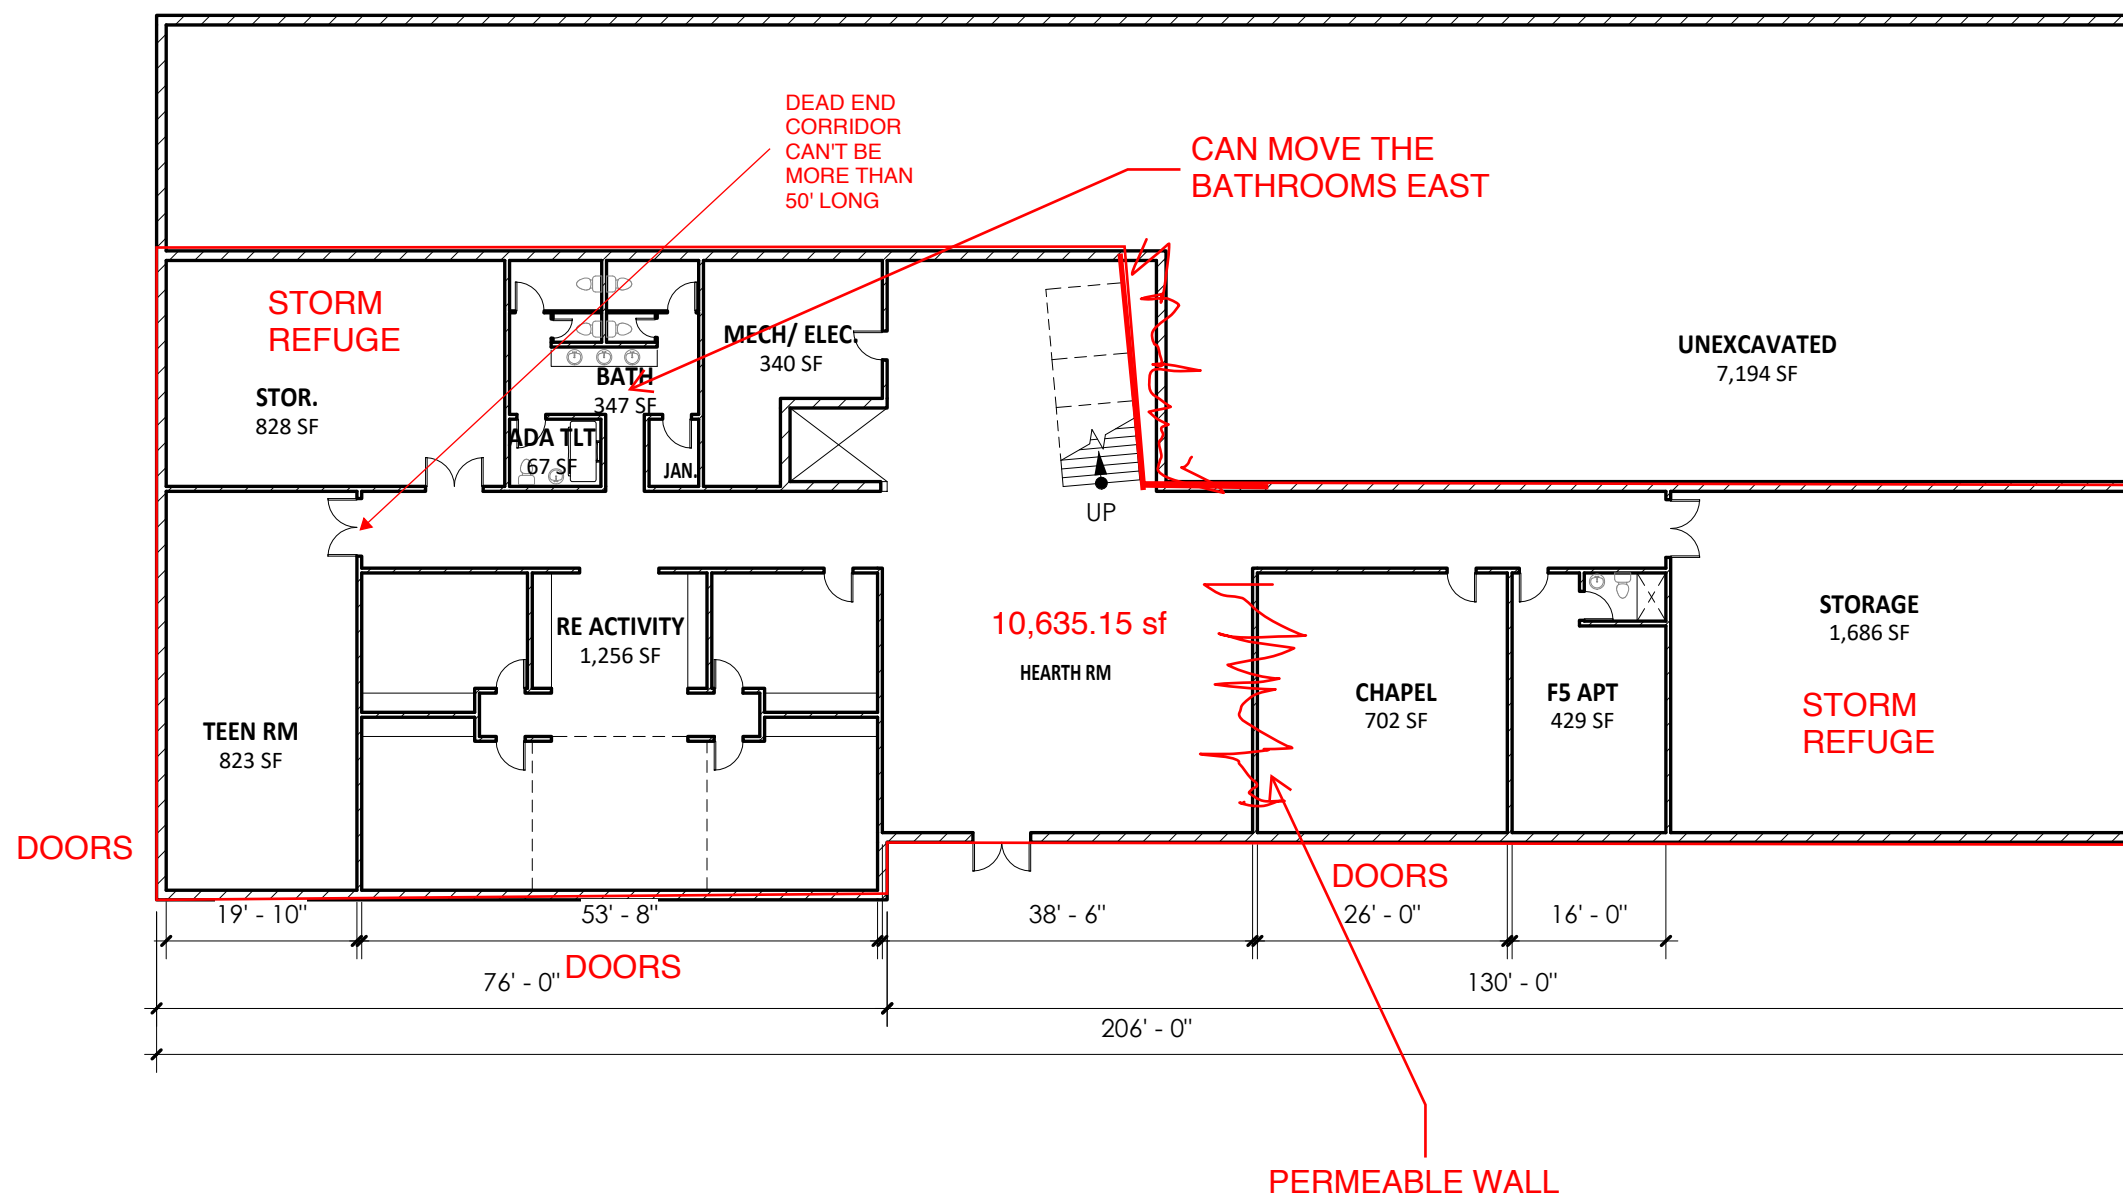 DEAD END
CORRIDOR
CAN'T BE
MORE THAN
50' LONG
CAN MOVE THE
BATHROOMS EAST
STORM
REFUGE
STOR.
828 SF
BATH
347 SF
ADA TLT.
67 SF
JAN.
MECH/ ELEC.
340 SF
UNEXCAVATED
7,194 SF
UP
RE ACTIVITY
1,256 SF
TEEN RM
823 SF
10,635.15 sf
HEARTH RM
CHAPEL
702 SF
F5 APT
429 SF
STORAGE
1,686 SF
STORM
REFUGE
DOORS
DOORS
19' - 10"
53' - 8"
38' - 6"
26' - 0"
16' - 0"
76' - 0"
DOORS
130' - 0"
206' - 0"
PERMEABLE WALL